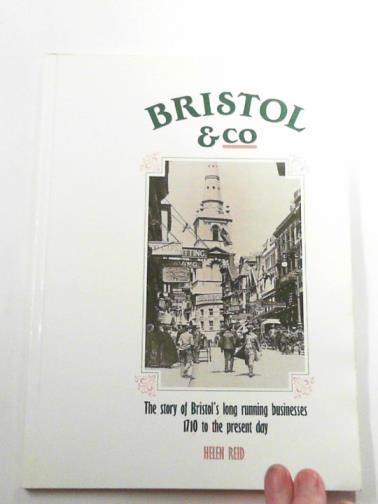 BRISTOL
& CO
The story of Bristol's long running businesses
1710 to the present day
HELEN REID